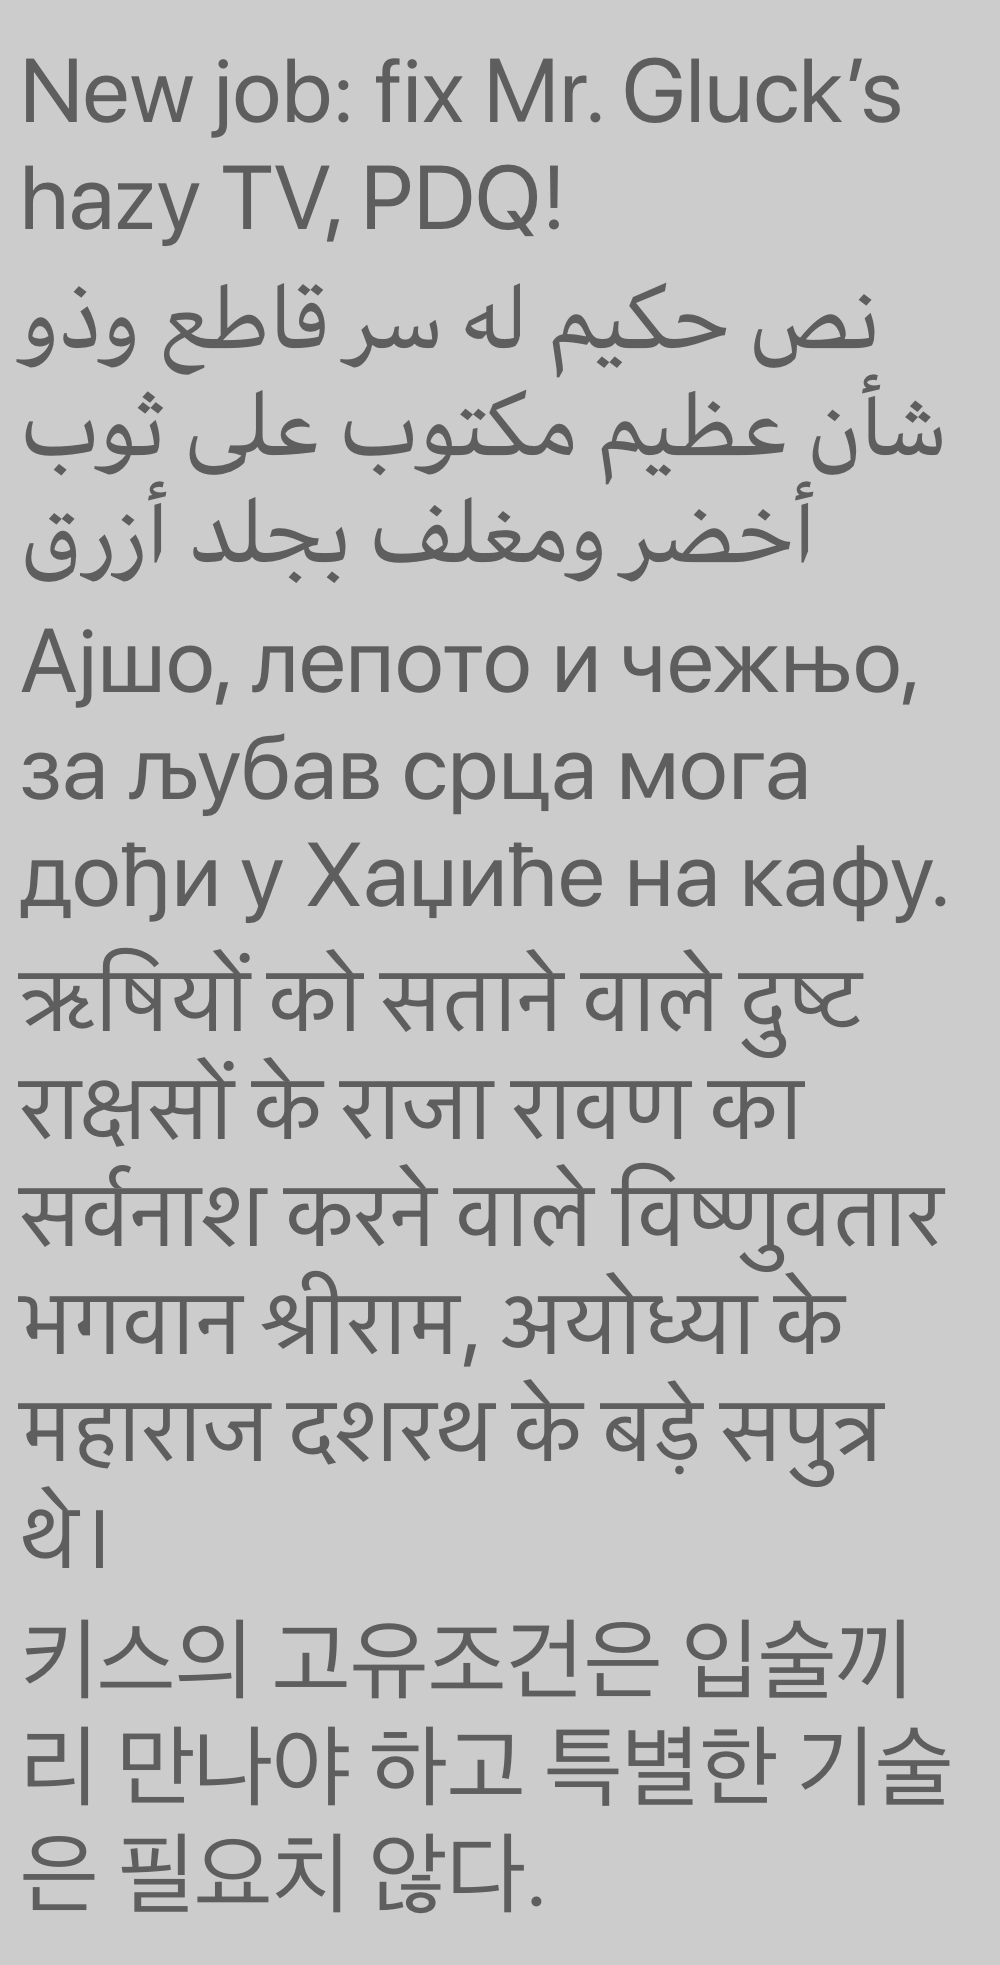 New job: fix Mr. Gluck’s
hazy TV, PDQ!
نص حكيم له سر قاطع وذو
شأن عظيم مكتوب على ثوب
أخضر ومغلف بجلد أزرق
Ајшо, лепото и чежњо,
за љубав срца мога
дођи у Хаџиће на кафу.
ऋषियों को सताने वाले दुष्ट
राक्षसों के राजा रावण का
सर्वनाश करने वाले विष्णुवतार
भगवान श्रीराम, अयोध्या के
महाराज दशरथ के बड़े सपुत्र
थे।
키스의 고유조건은 입술끼
리 만나야 하고 특별한 기술
은 필요치 않다.